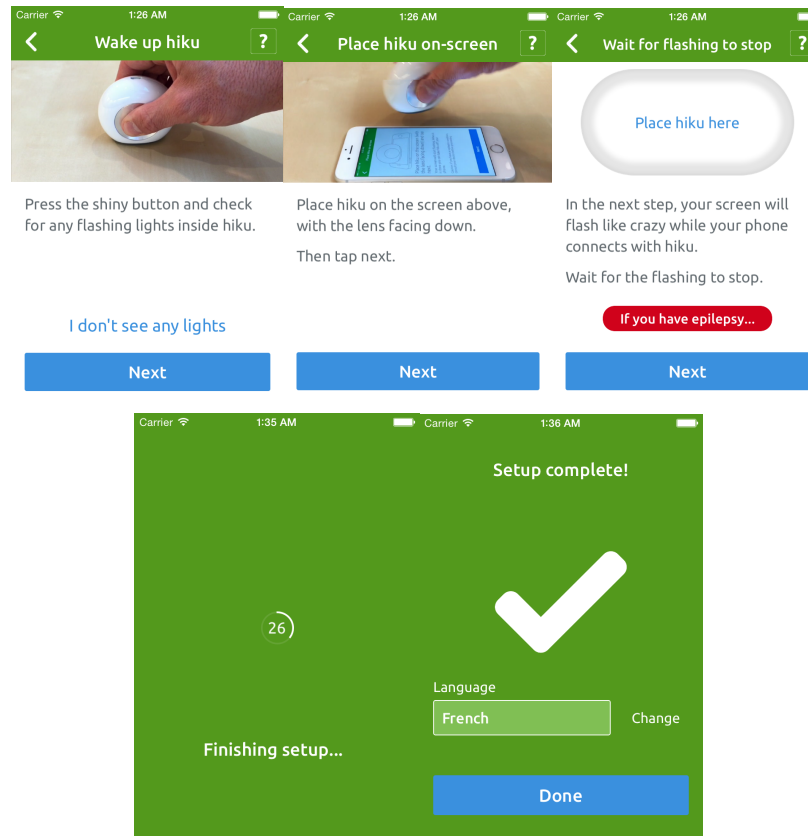 Carrier 1:26 AM
Wake up hiku ?
Press the shiny button and check
for any flashing lights inside hiku.
I don't see any lights
Next
Carrier 1:26 AM
Place hiku on-screen ?
Place hiku on the screen above,
with the lens facing down.
Then tap next.
Next
Carrier 1:26 AM
Wait for flashing to stop ?
Place hiku here
In the next step, your screen will
flash like crazy while your phone
connects with hiku.
Wait for the flashing to stop.
If you have epilepsy...
Next
Carrier 1:35 AM
26
Finishing setup...
Carrier 1:36 AM
Setup complete!
Language
French Change
Done